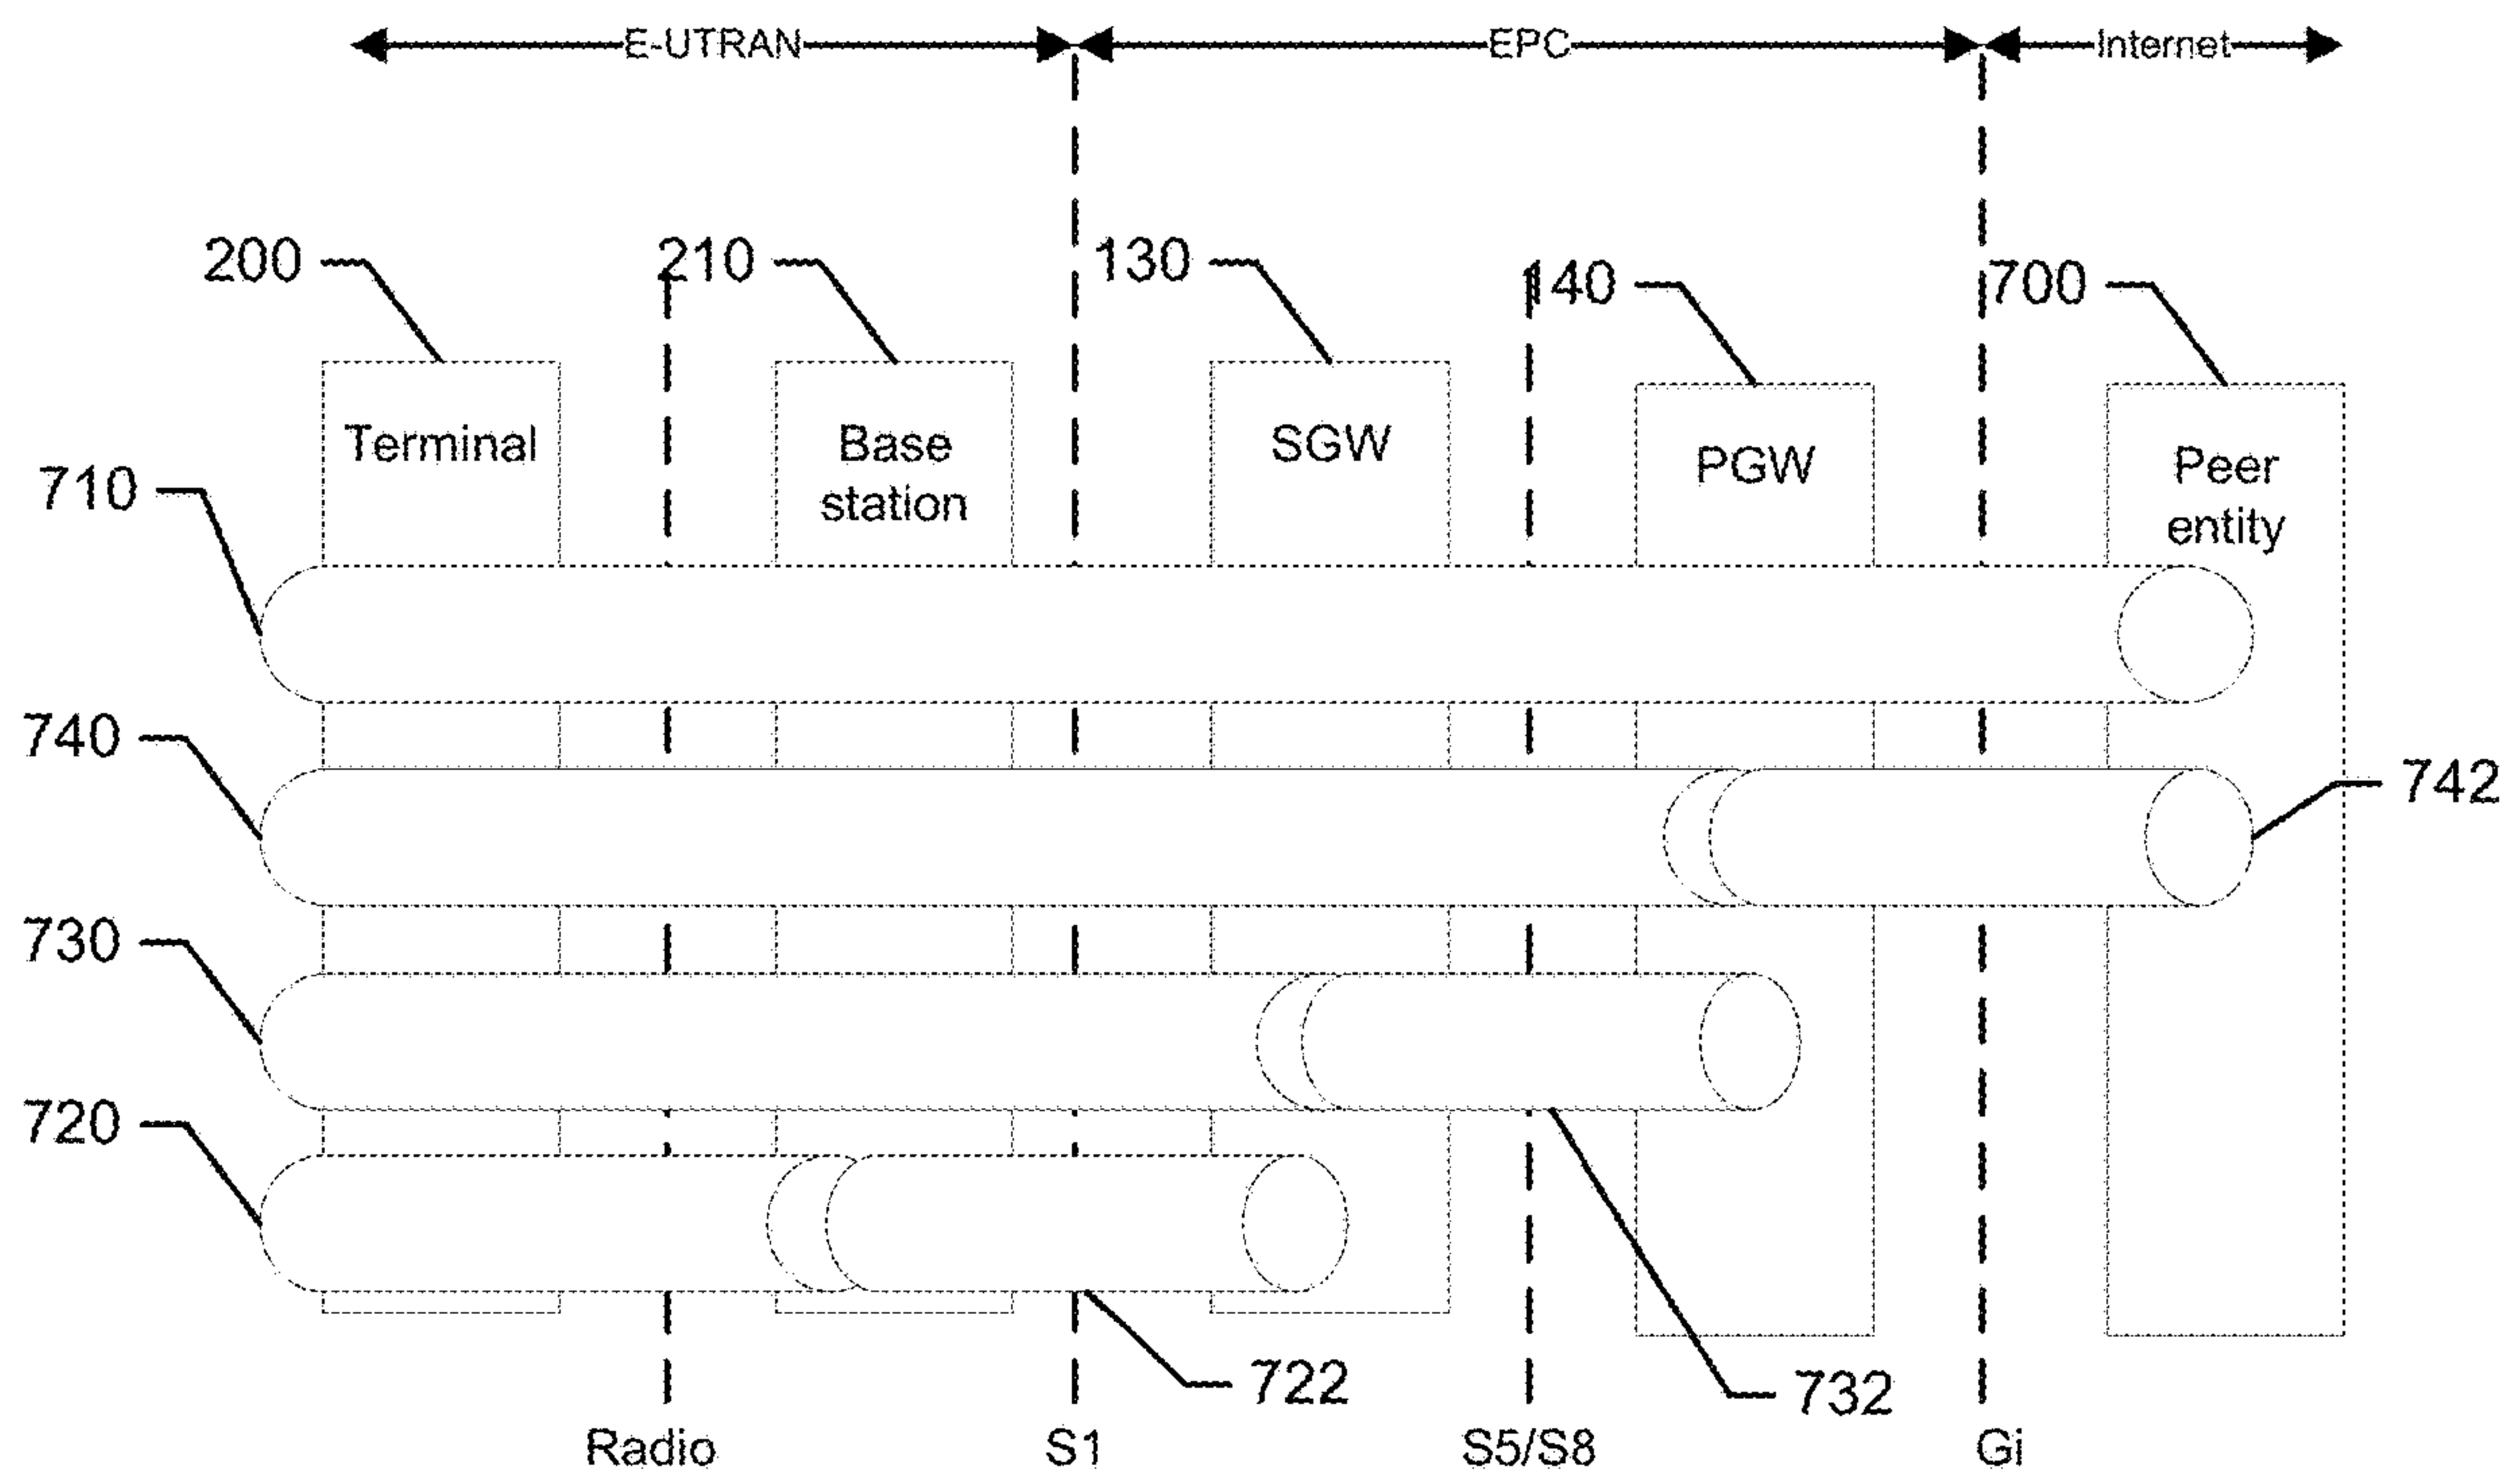 E-UTRAN EPC Internet
200 210 130 140 700
Terminal Base station SGW PGW Peer entity
710
740
742
730
720
722
732
Radio S1 S5/S8 Gi